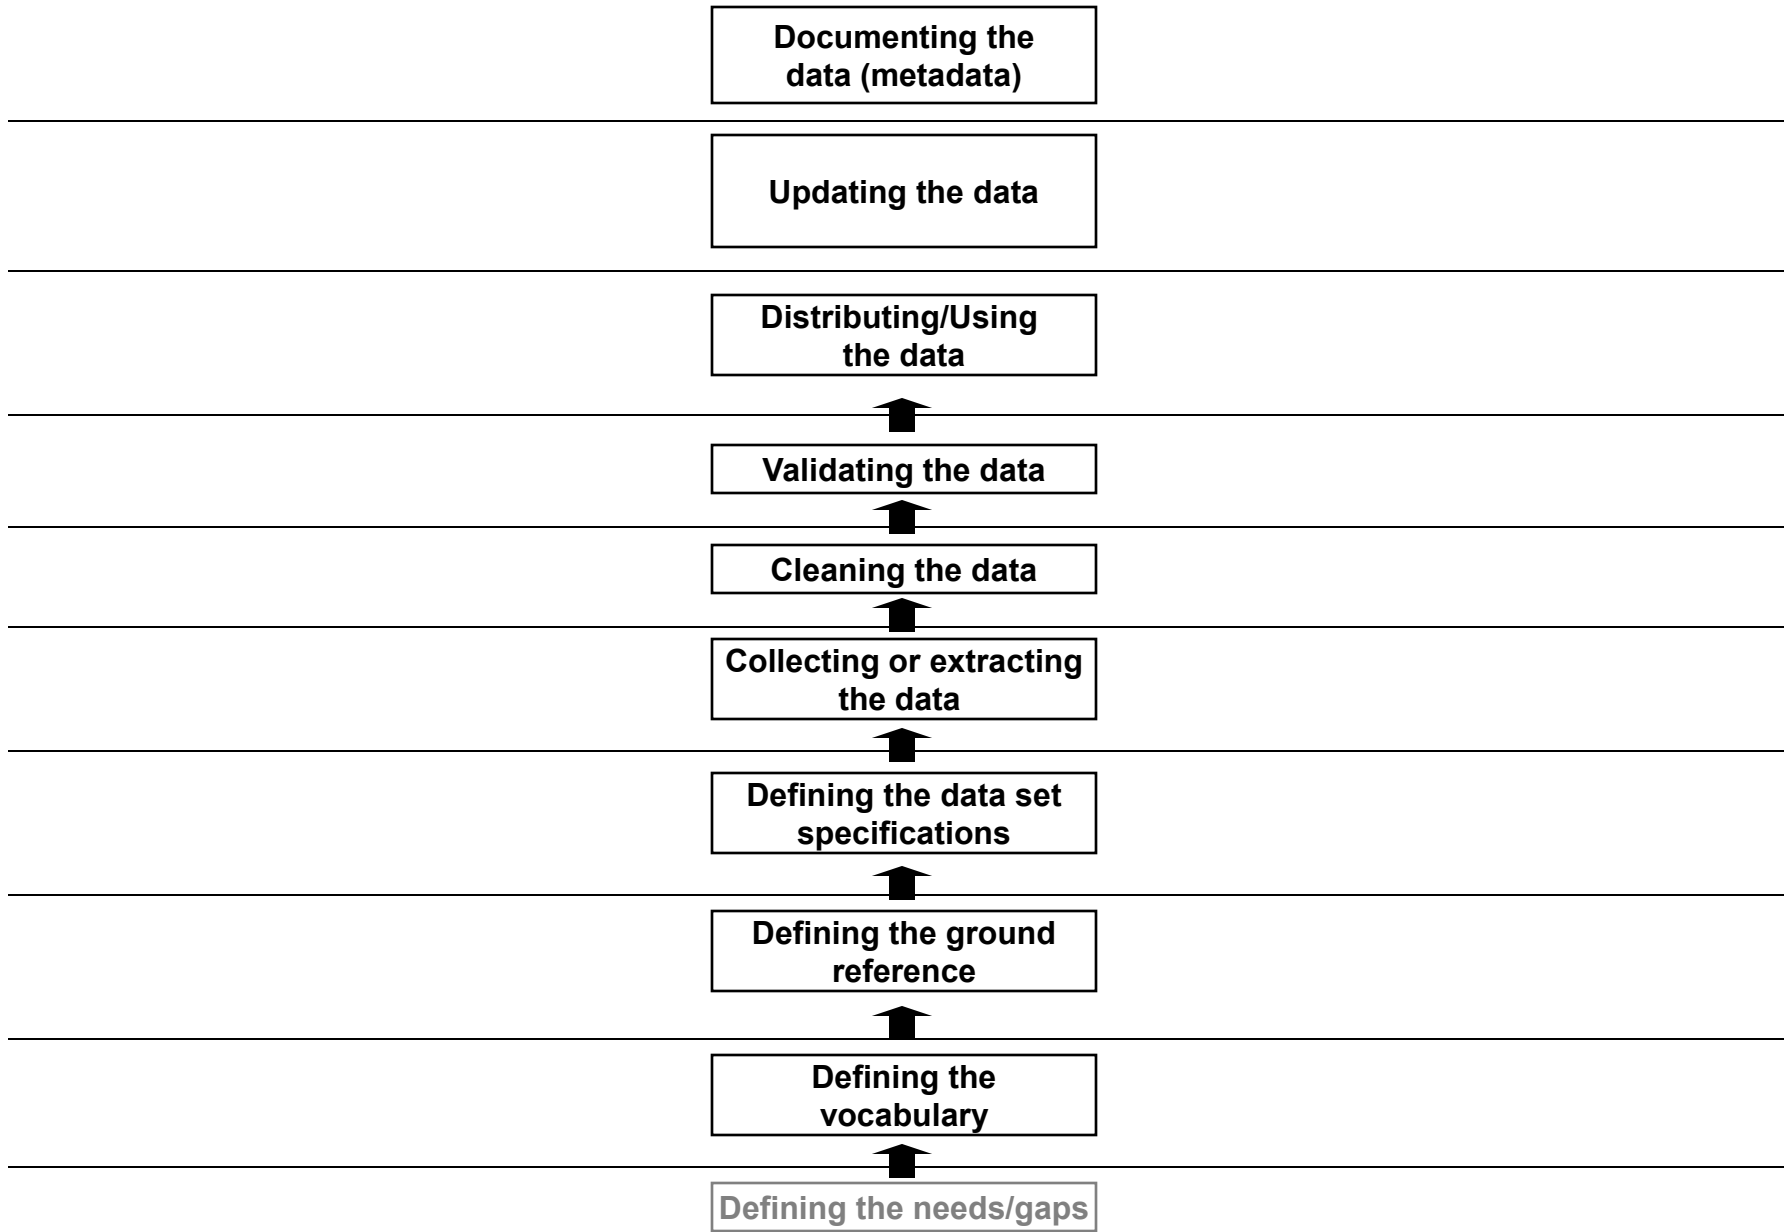 Documenting the
data (metadata)
Updating the data
Distributing/Using
the data
Validating the data
Cleaning the data
Collecting or extracting
the data
Defining the data set
specifications
Defining the ground
reference
Defining the
vocabulary
Defining the needs/gaps